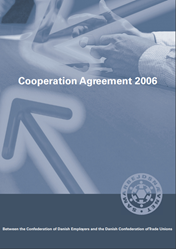 Cooperation Agreement 2006
Between the Confederation of Danish Employers and the Danish Confederation of Trade Unions